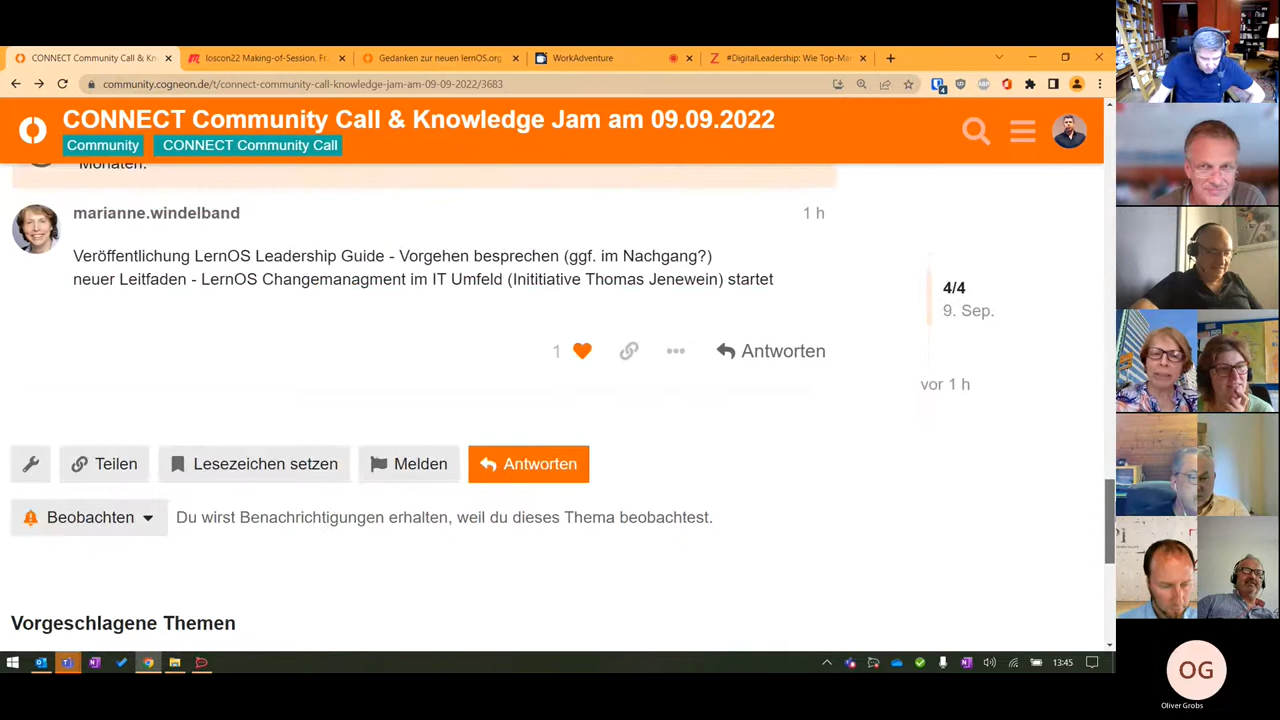 CONNECT Community Call & Kn
loscon22 Making-of-Session, Fr
Gedanken zur neuen lernOS.org
WorkAdventure
#DigitalLeadership: Wie Top-Ma
community.cogneon.de/t/connect-community-call-knowledge-jam-am-09-09-2022/3683
CONNECT Community Call & Knowledge Jam am 09.09.2022
Community
CONNECT Community Call
Monaten.
marianne.windelband
1 h
Veröffentlichung LernOS Leadership Guide - Vorgehen besprechen (ggf. im Nachgang?)
neuer Leitfaden - LernOS Changemanagment im IT Umfeld (Inititiative Thomas Jenewein) startet
4/4
9. Sep.
1
Antworten
vor 1 h
Teilen
Lesezeichen setzen
Melden
Antworten
Beobachten
Du wirst Benachrichtigungen erhalten, weil du dieses Thema beobachtest.
Vorgeschlagene Themen
13:45
OG
Oliver Grobs